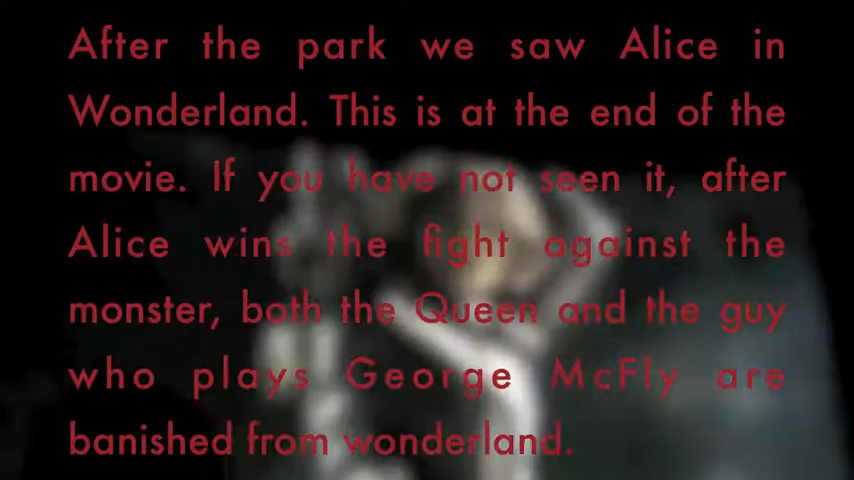 After the park we saw Alice in
Wonderland. This is at the end of the
movie. If you have not seen it, after
Alice wins the fight against the
monster, both the Queen and the guy
who plays George McFly are
banished from wonderland.